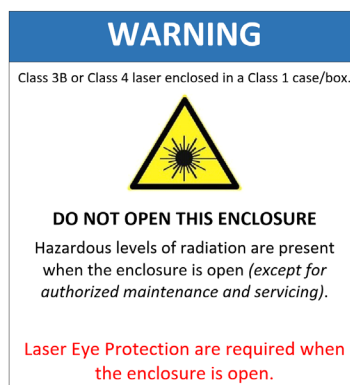 WARNING
Class 3B or Class 4 laser enclosed in a Class 1 case/box.
DO NOT OPEN THIS ENCLOSURE
Hazardous levels of radiation are present
when the enclosure is open (except for
authorized maintenance and servicing).
Laser Eye Protection are required when
the enclosure is open.